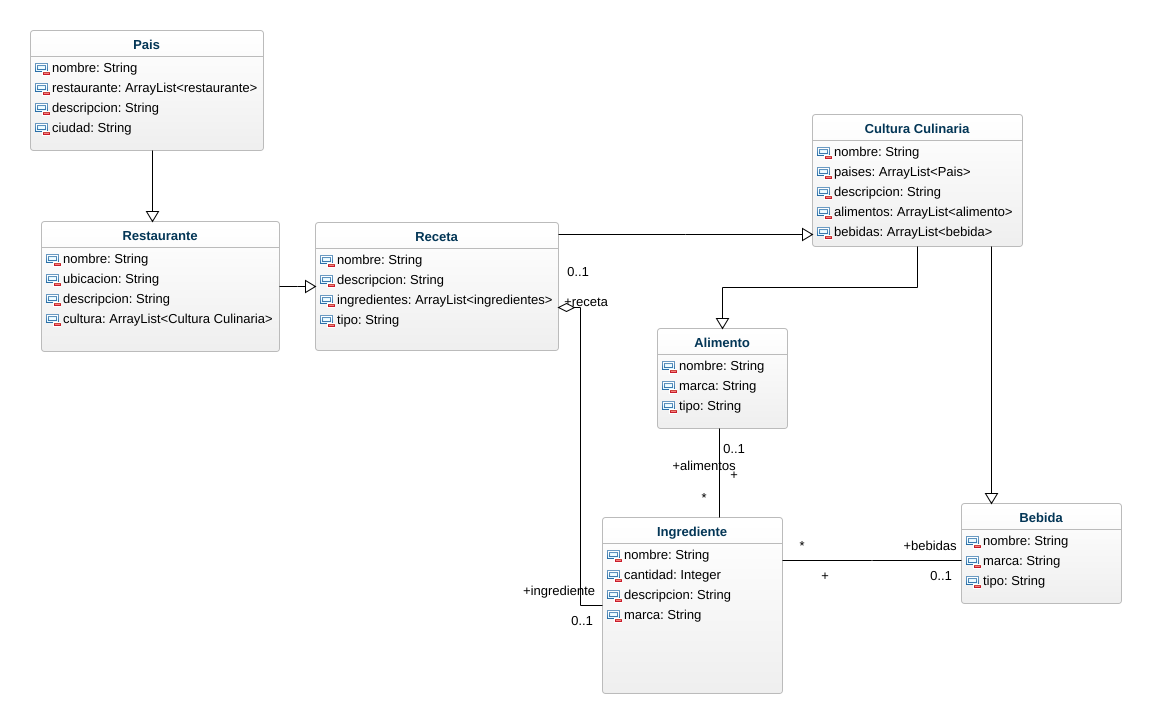 Pais
nombre: String
restaurante: ArrayList<restaurante>
descripcion: String
ciudad: String
Cultura Culinaria
nombre: String
paises: ArrayList<Pais>
descripcion: String
alimentos: ArrayList<alimento>
bebidas: ArrayList<bebida>
Restaurante
nombre: String
ubicacion: String
descripcion: String
cultura: ArrayList<Cultura Culinaria>
Receta
nombre: String
descripcion: String
ingredientes: ArrayList<ingredientes>
tipo: String
0..1
+receta
Alimento
nombre: String
marca: String
tipo: String
0..1
+alimentos
+
*
Ingrediente
nombre: String
cantidad: Integer
descripcion: String
marca: String
+ingrediente
0..1
*
+
+bebidas
0..1
Bebida
nombre: String
marca: String
tipo: String